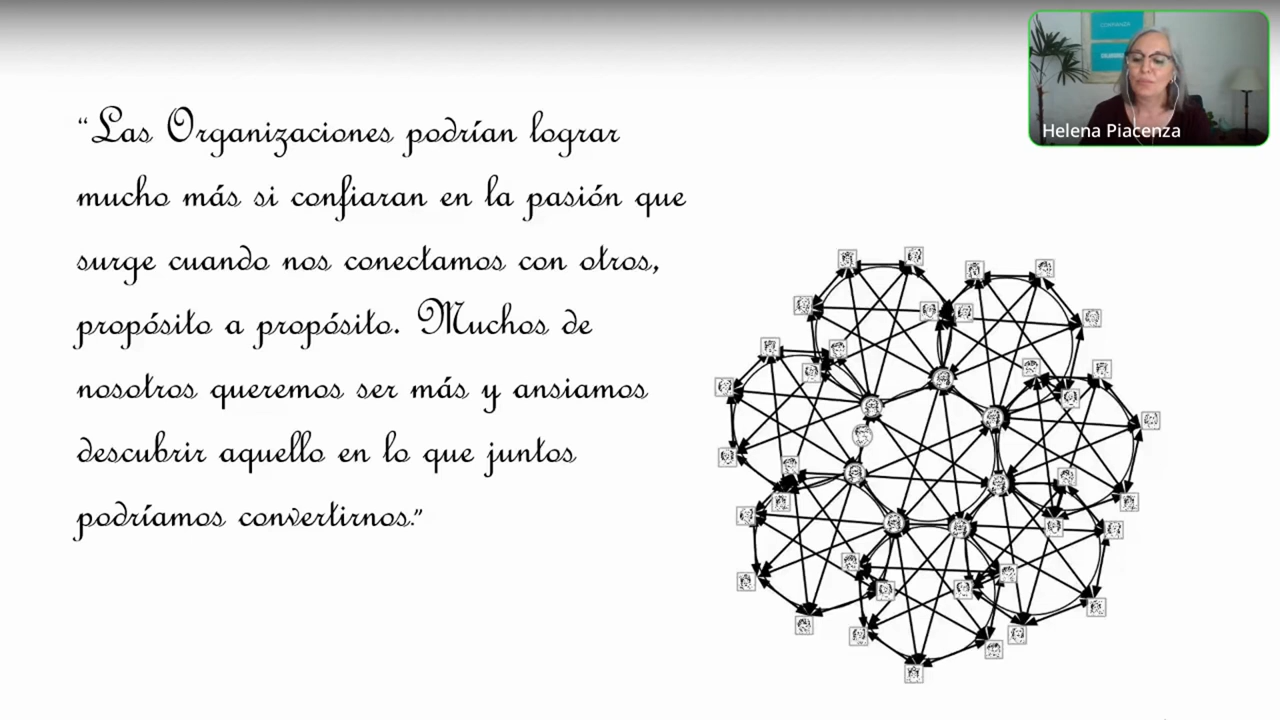 “Las Organizaciones podrían lograr
mucho más si confiaran en la pasión que
surge cuando nos conectamos con otros,
propósito a propósito. Muchos de
nosotros queremos ser más y ansiamos
descubrir aquello en lo que juntos
podríamos convertirnos.”
CONFIANZA
Helena Piacenza